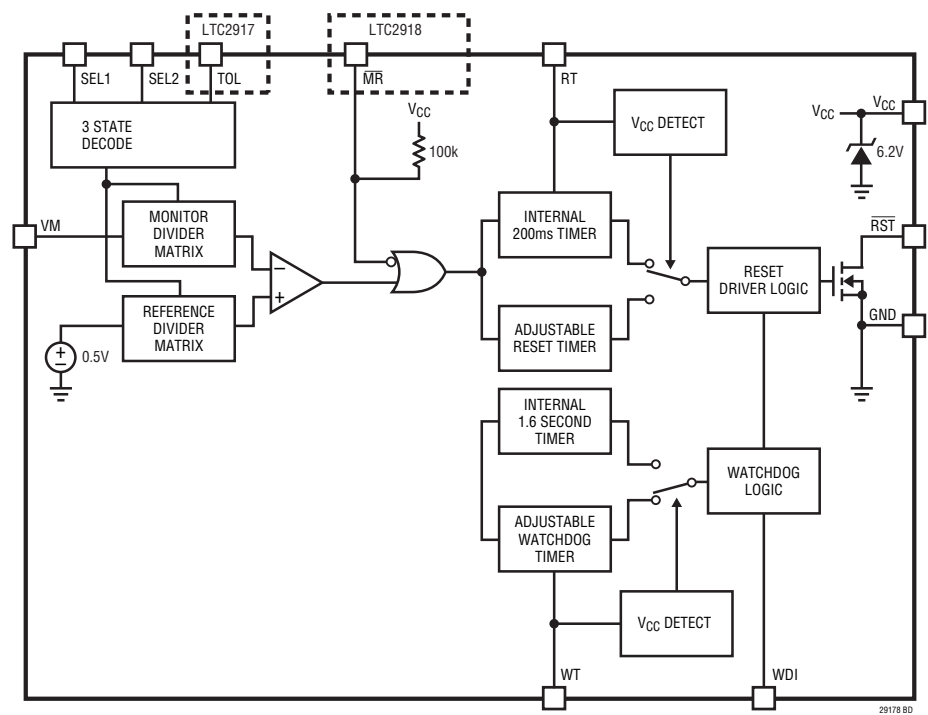 LTC2917
LTC2918
SEL1
SEL2
TOL
M̅R̅
RT
3 STATE
DECODE
VCC
100k
VCC DETECT
VCC
VCC
6.2V
VM
MONITOR
DIVIDER
MATRIX
−
+
INTERNAL
200ms TIMER
RESET
DRIVER LOGIC
R̅S̅T̅
REFERENCE
DIVIDER
MATRIX
ADJUSTABLE
RESET TIMER
GND
+
−
0.5V
INTERNAL
1.6 SECOND
TIMER
WATCHDOG
LOGIC
ADJUSTABLE
WATCHDOG
TIMER
VCC DETECT
WT
WDI
29178 BD